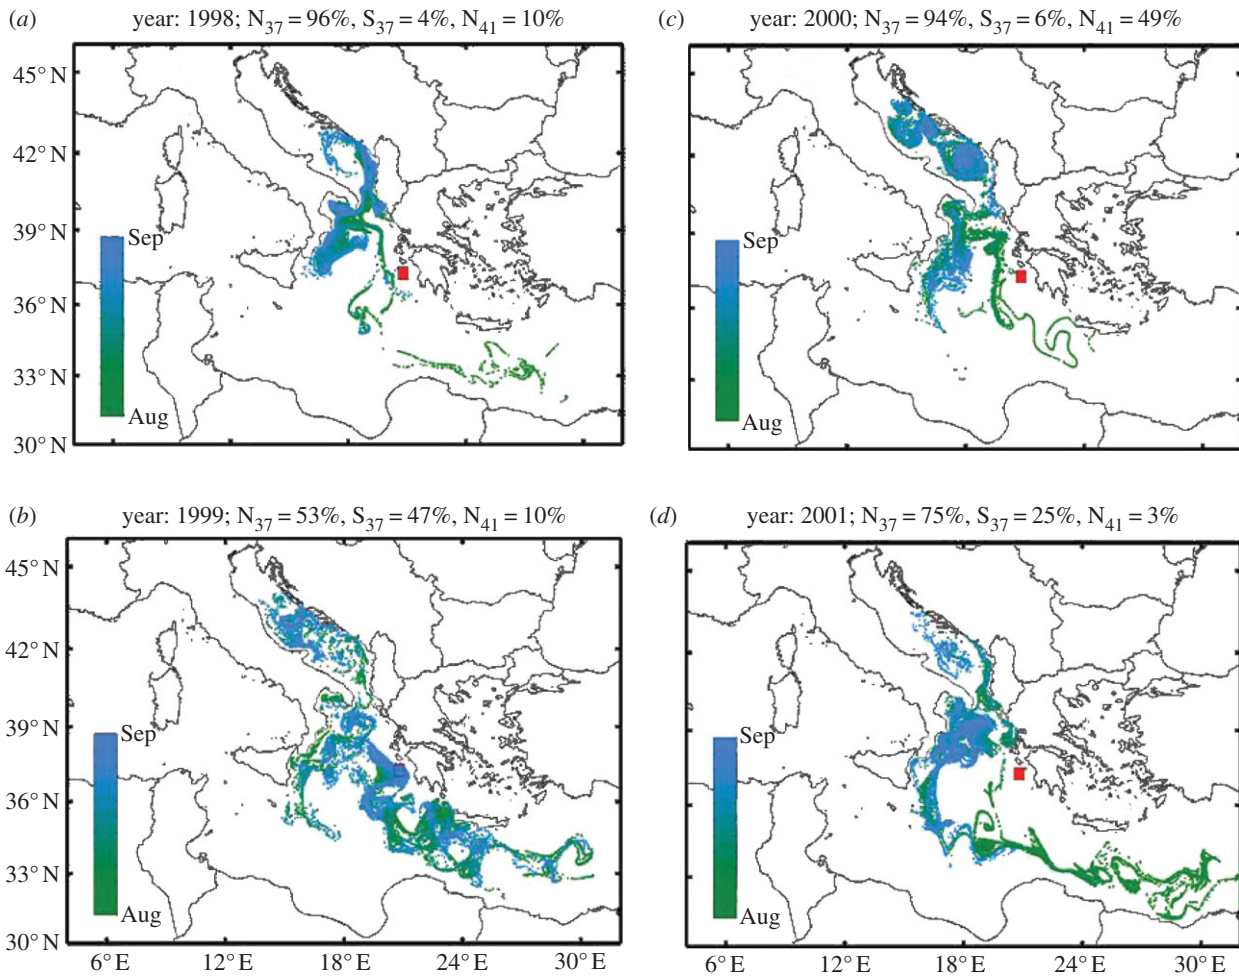 (a) year: 1998; N37 = 96%, S37 = 4%, N41 = 10%
45° N
42° N
39° N
36° N
33° N
30° N
Sep
Aug
(c) year: 2000; N37 = 94%, S37 = 6%, N41 = 49%
Sep
Aug
(b) year: 1999; N37 = 53%, S37 = 47%, N41 = 10%
45° N
42° N
39° N
36° N
33° N
30° N
Sep
Aug
6° E 12° E 18° E 24° E 30° E
(d) year: 2001; N37 = 75%, S37 = 25%, N41 = 3%
Sep
Aug
6° E 12° E 18° E 24° E 30° E